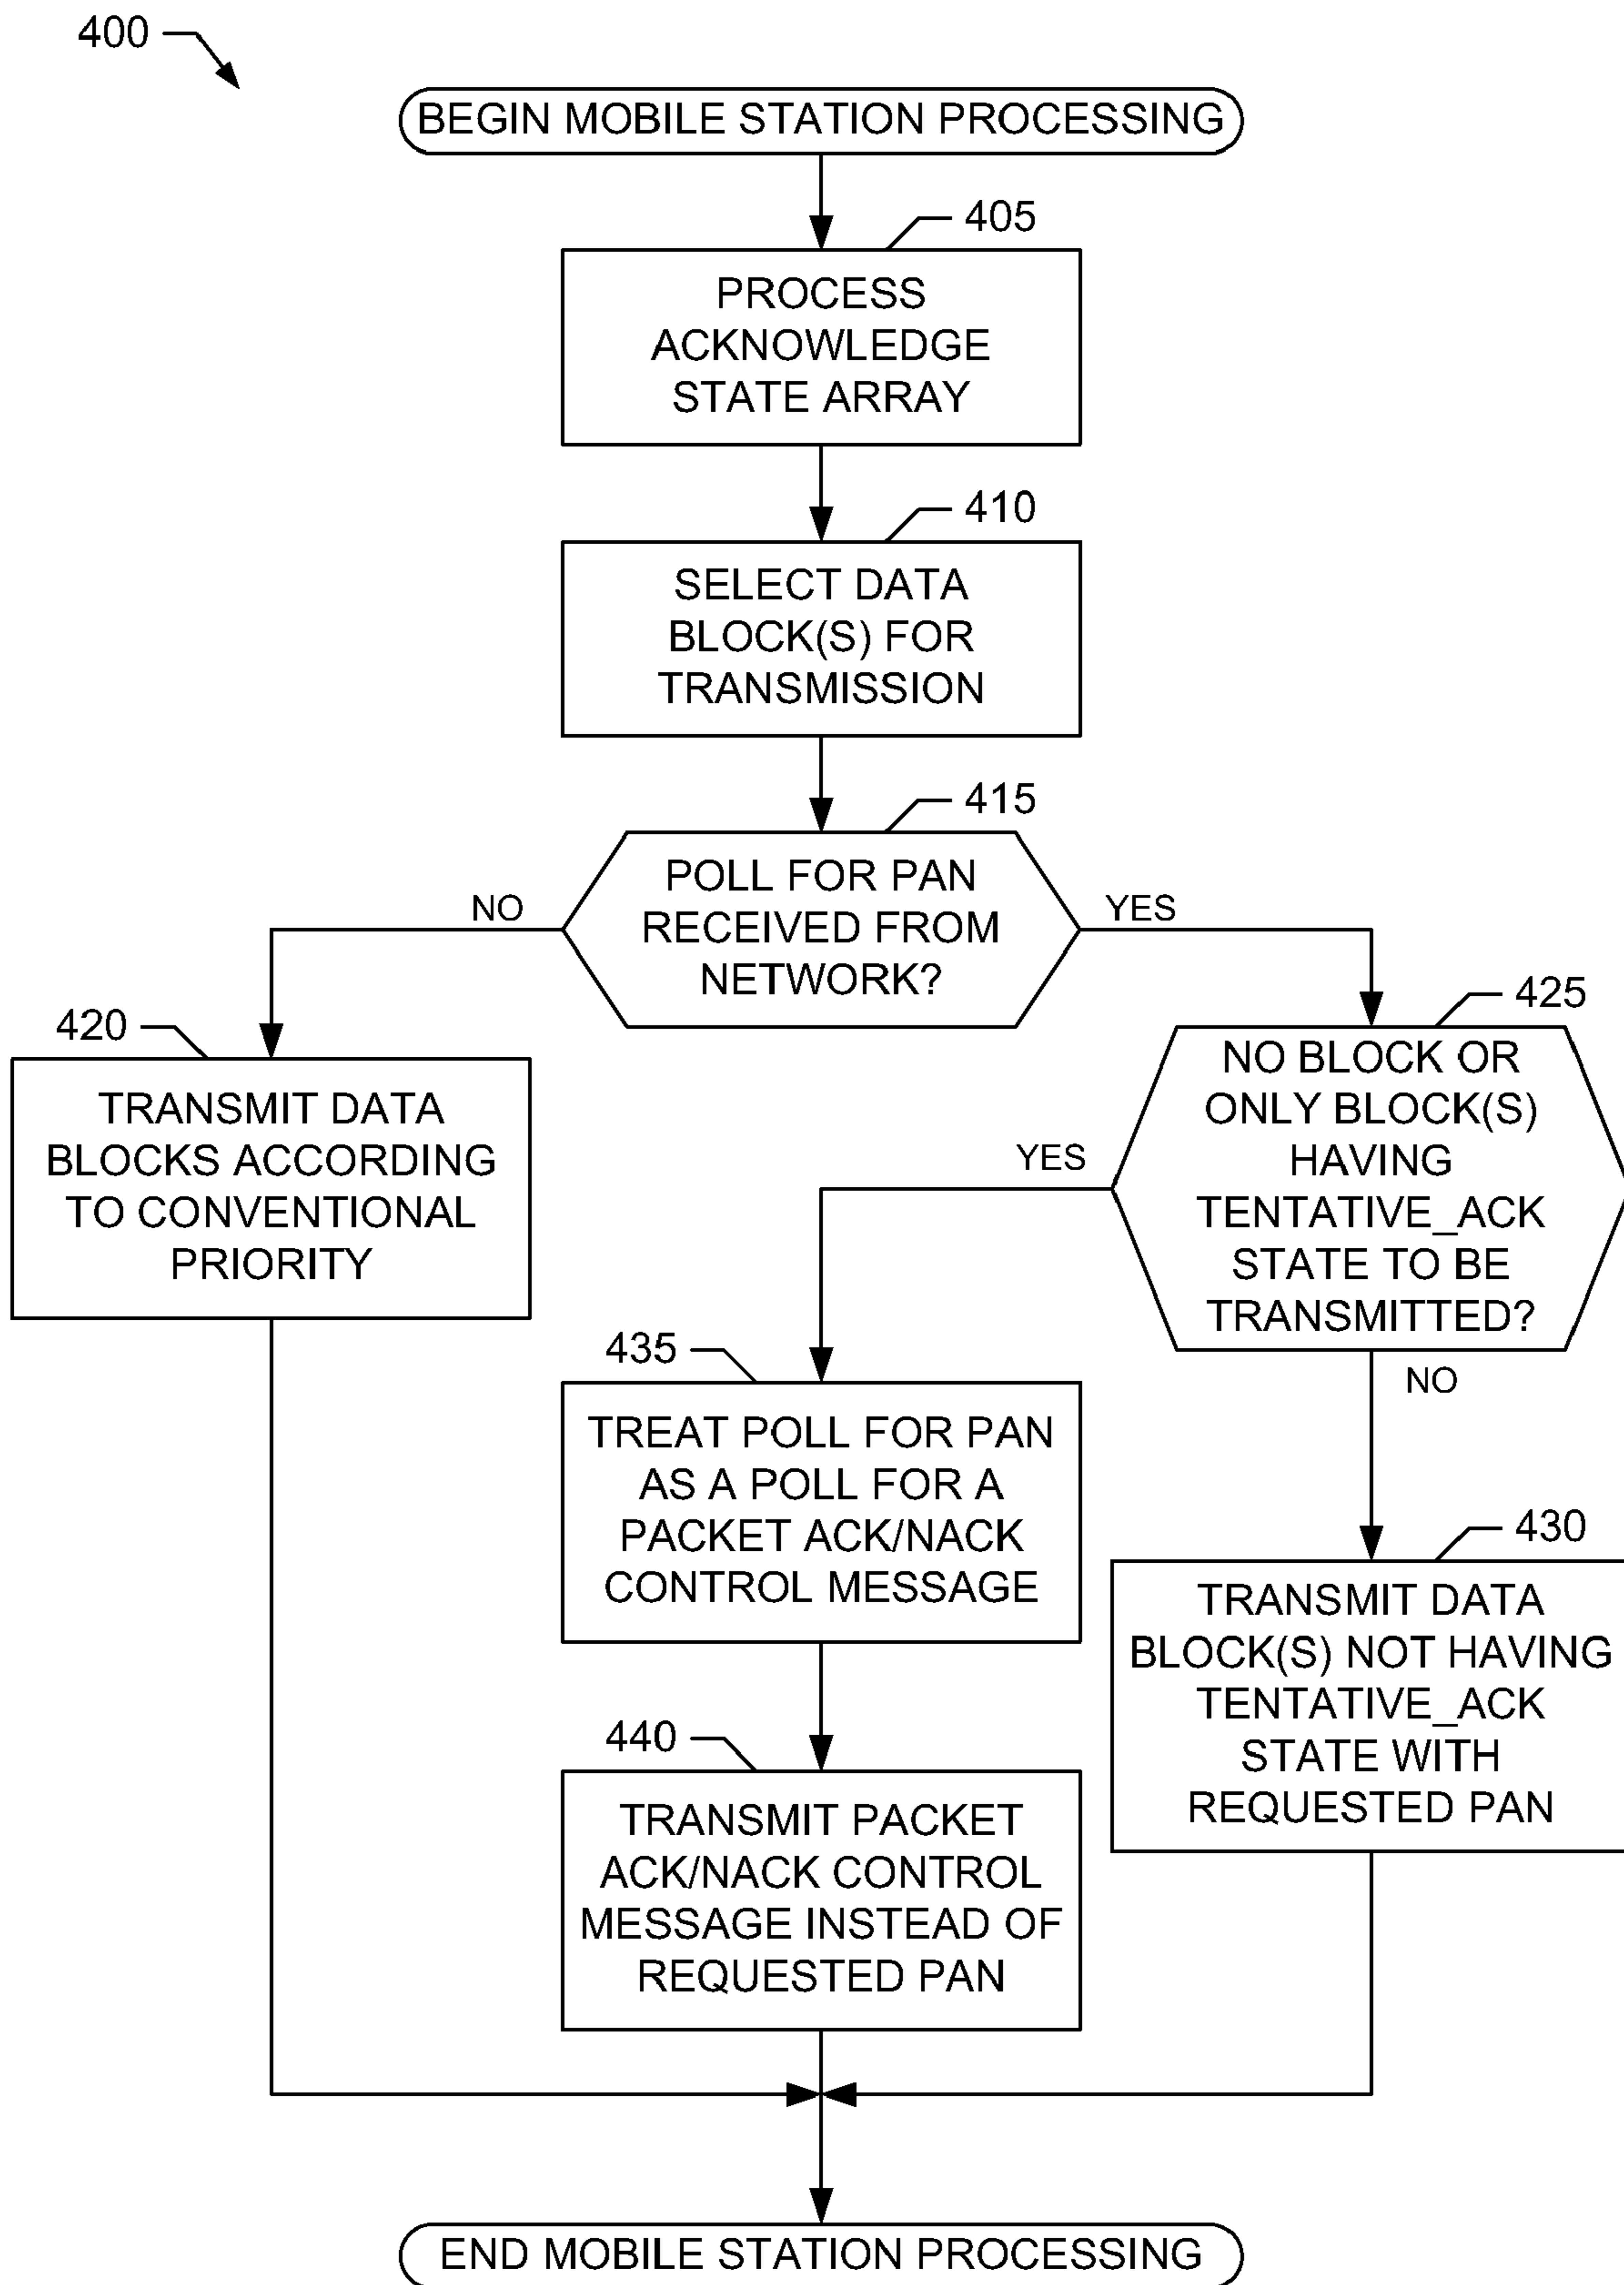 400
BEGIN MOBILE STATION PROCESSING
405
PROCESS
ACKNOWLEDGE
STATE ARRAY
410
SELECT DATA
BLOCK(S) FOR
TRANSMISSION
415
POLL FOR PAN
RECEIVED FROM
NETWORK?
NO
YES
420
TRANSMIT DATA
BLOCKS ACCORDING
TO CONVENTIONAL
PRIORITY
425
NO BLOCK OR
ONLY BLOCK(S)
HAVING
TENTATIVE_ACK
STATE TO BE
TRANSMITTED?
YES
NO
435
TREAT POLL FOR PAN
AS A POLL FOR A
PACKET ACK/NACK
CONTROL MESSAGE
430
TRANSMIT DATA
BLOCK(S) NOT HAVING
TENTATIVE_ACK
STATE WITH
REQUESTED PAN
440
TRANSMIT PACKET
ACK/NACK CONTROL
MESSAGE INSTEAD OF
REQUESTED PAN
END MOBILE STATION PROCESSING